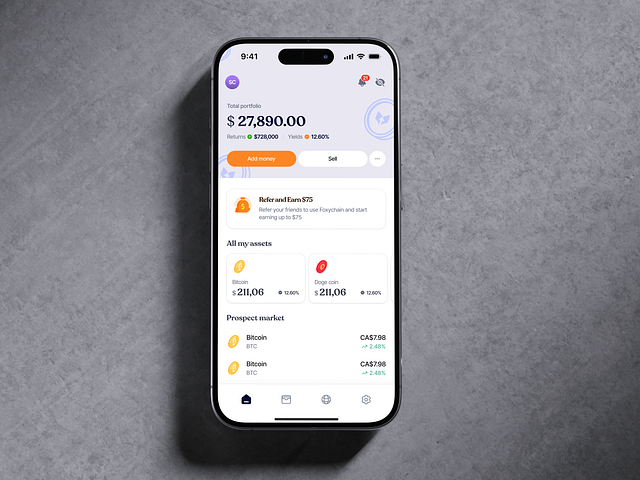 9:41
SC
21
Total portfolio
$ 27,890.00
Returns $728,000 Yields 12.60%
Add money Sell ...
Refer and Earn $75
Refer your friends to use Foxychain and start
earning up to $75
All my assets
Bitcoin Doge coin
$ 211,06 12.60% $ 211,06 12.60%
Prospect market
Bitcoin CA$7.98
BTC 2.48%
Bitcoin CA$7.98
BTC 2.48%